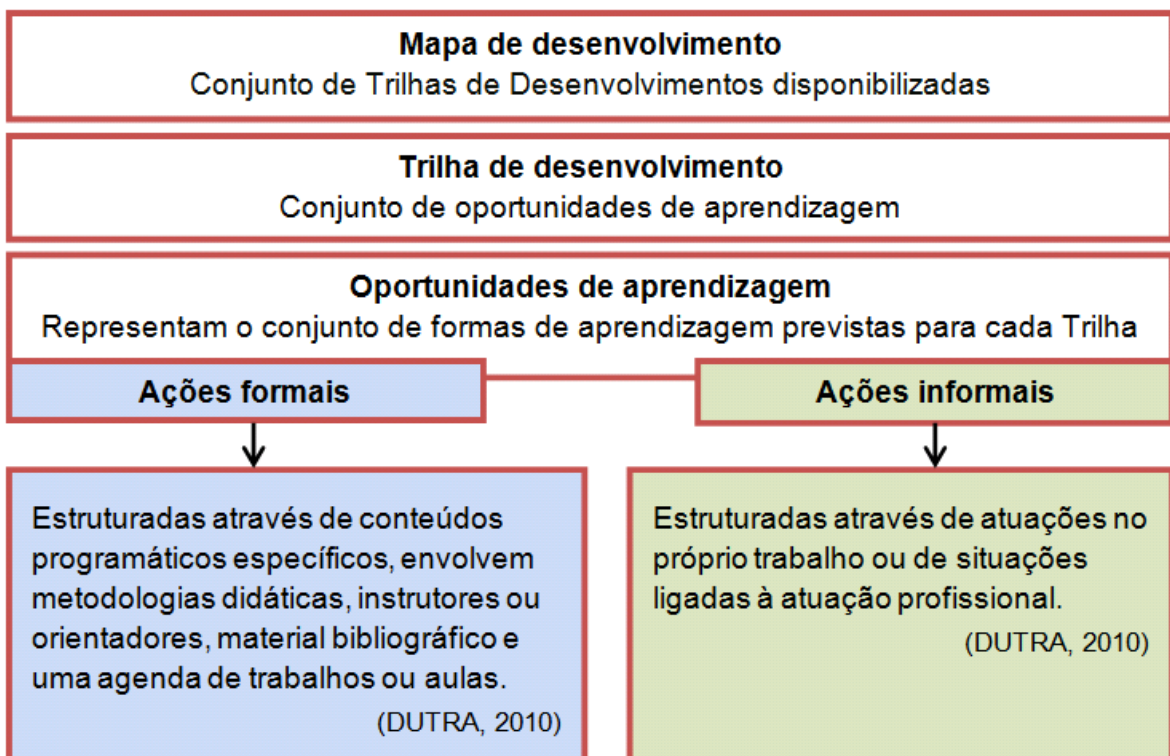 Mapa de desenvolvimento
Conjunto de Trilhas de Desenvolvimentos disponibilizadas
Trilha de desenvolvimento
Conjunto de oportunidades de aprendizagem
Oportunidades de aprendizagem
Representam o conjunto de formas de aprendizagem previstas para cada Trilha
Ações formais
Ações informais
Estruturadas através de conteúdos
programáticos específicos, envolvem
metodologias didáticas, instrutores ou
orientadores, material bibliográfico e
uma agenda de trabalhos ou aulas.
(DUTRA, 2010)
Estruturadas através de atuações no
próprio trabalho ou de situações
ligadas à atuação profissional.
(DUTRA, 2010)